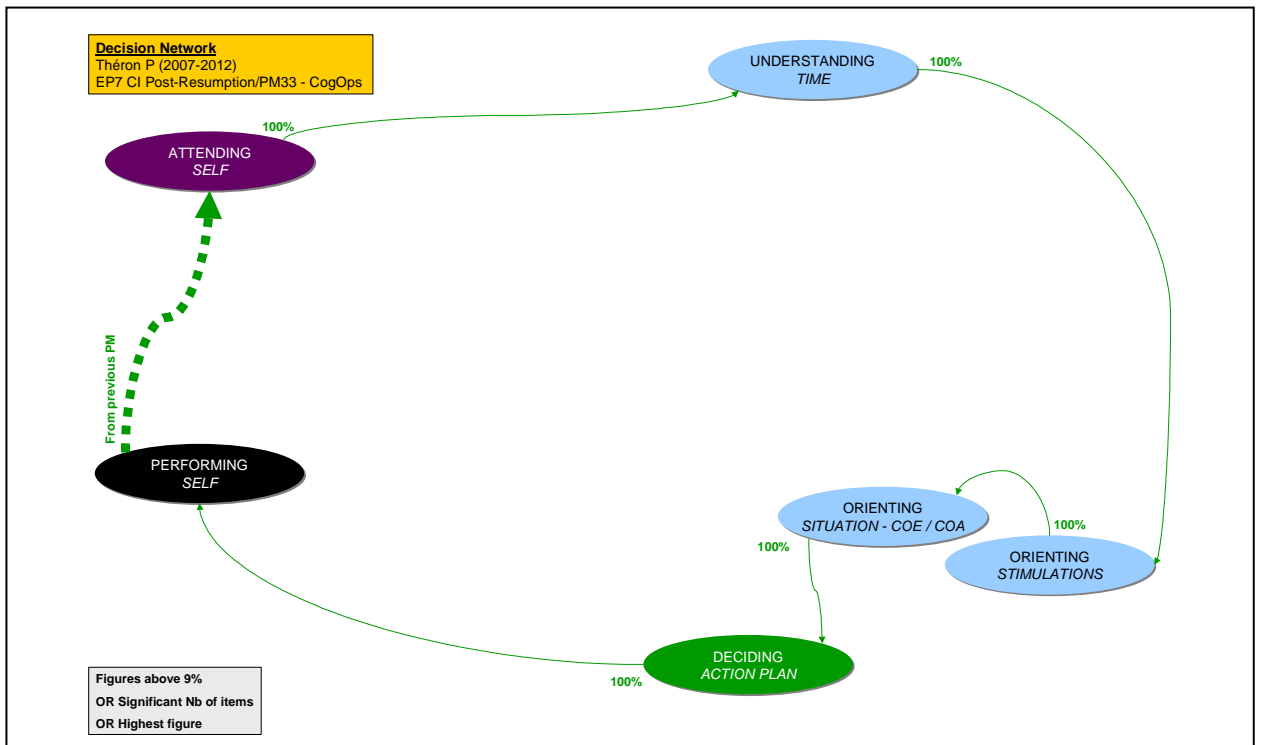 Decision Network
Théron P (2007-2012)
EP7 CI Post-Resumption/PM33 - CogOps
UNDERSTANDING
TIME
100%
100%
ATTENDING
SELF
From previous PM
PERFORMING
SELF
ORIENTING
SITUATION - COE / COA
100%
100%
ORIENTING
STIMULATIONS
DECIDING
ACTION PLAN
100%
Figures above 9%
OR Significant Nb of items
OR Highest figure